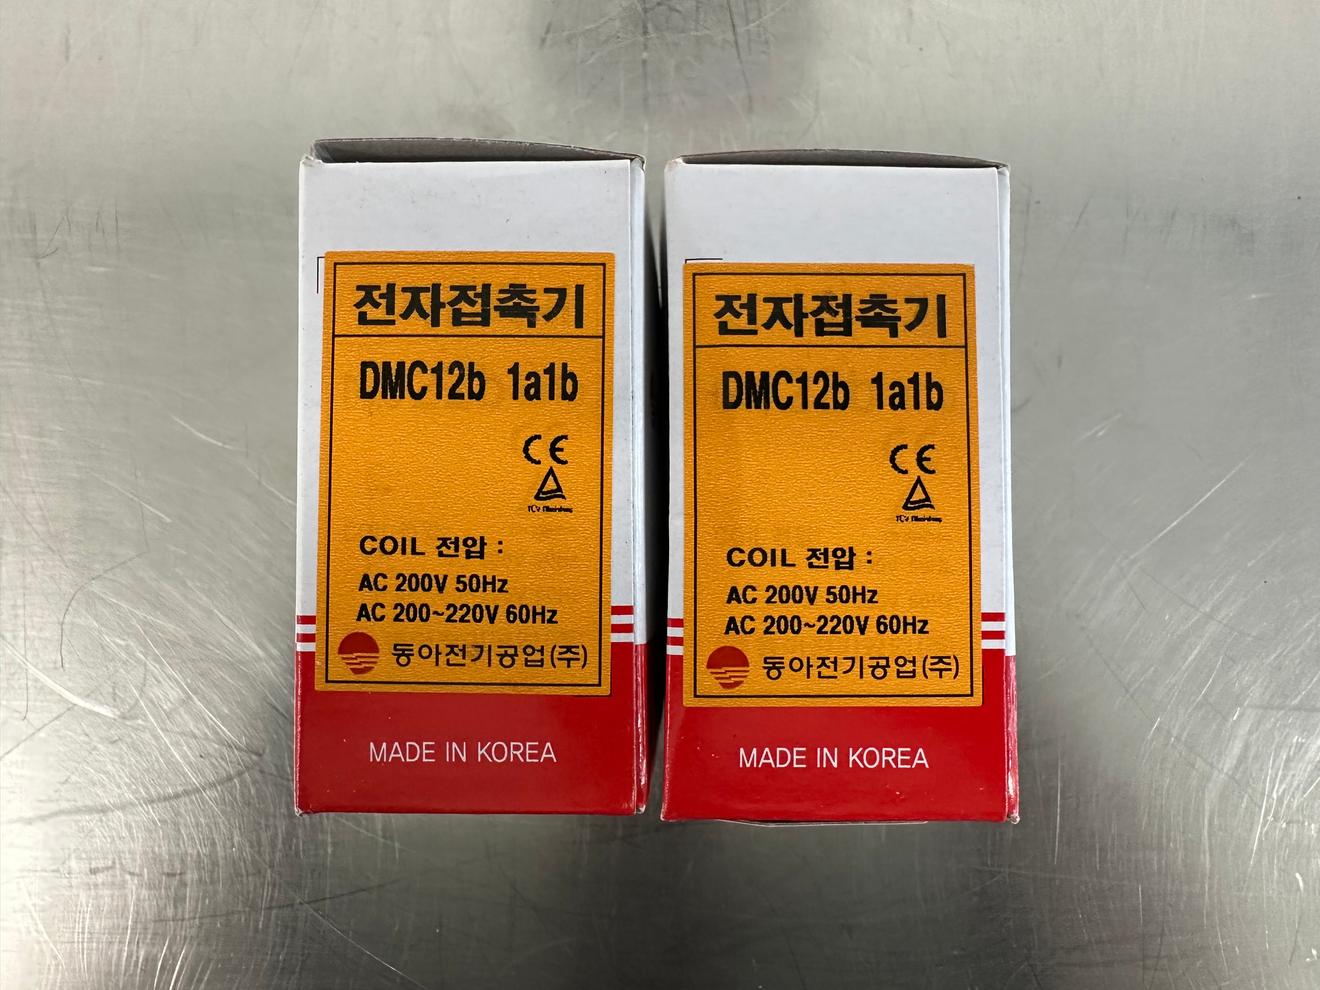 전자접촉기
DMC12b 1a1b
CE
COIL 전압 :
AC 200V 50Hz
AC 200~220V 60Hz
동아전기공업(주)
MADE IN KOREA
전자접촉기
DMC12b 1a1b
CE
COIL 전압 :
AC 200V 50Hz
AC 200~220V 60Hz
동아전기공업(주)
MADE IN KOREA